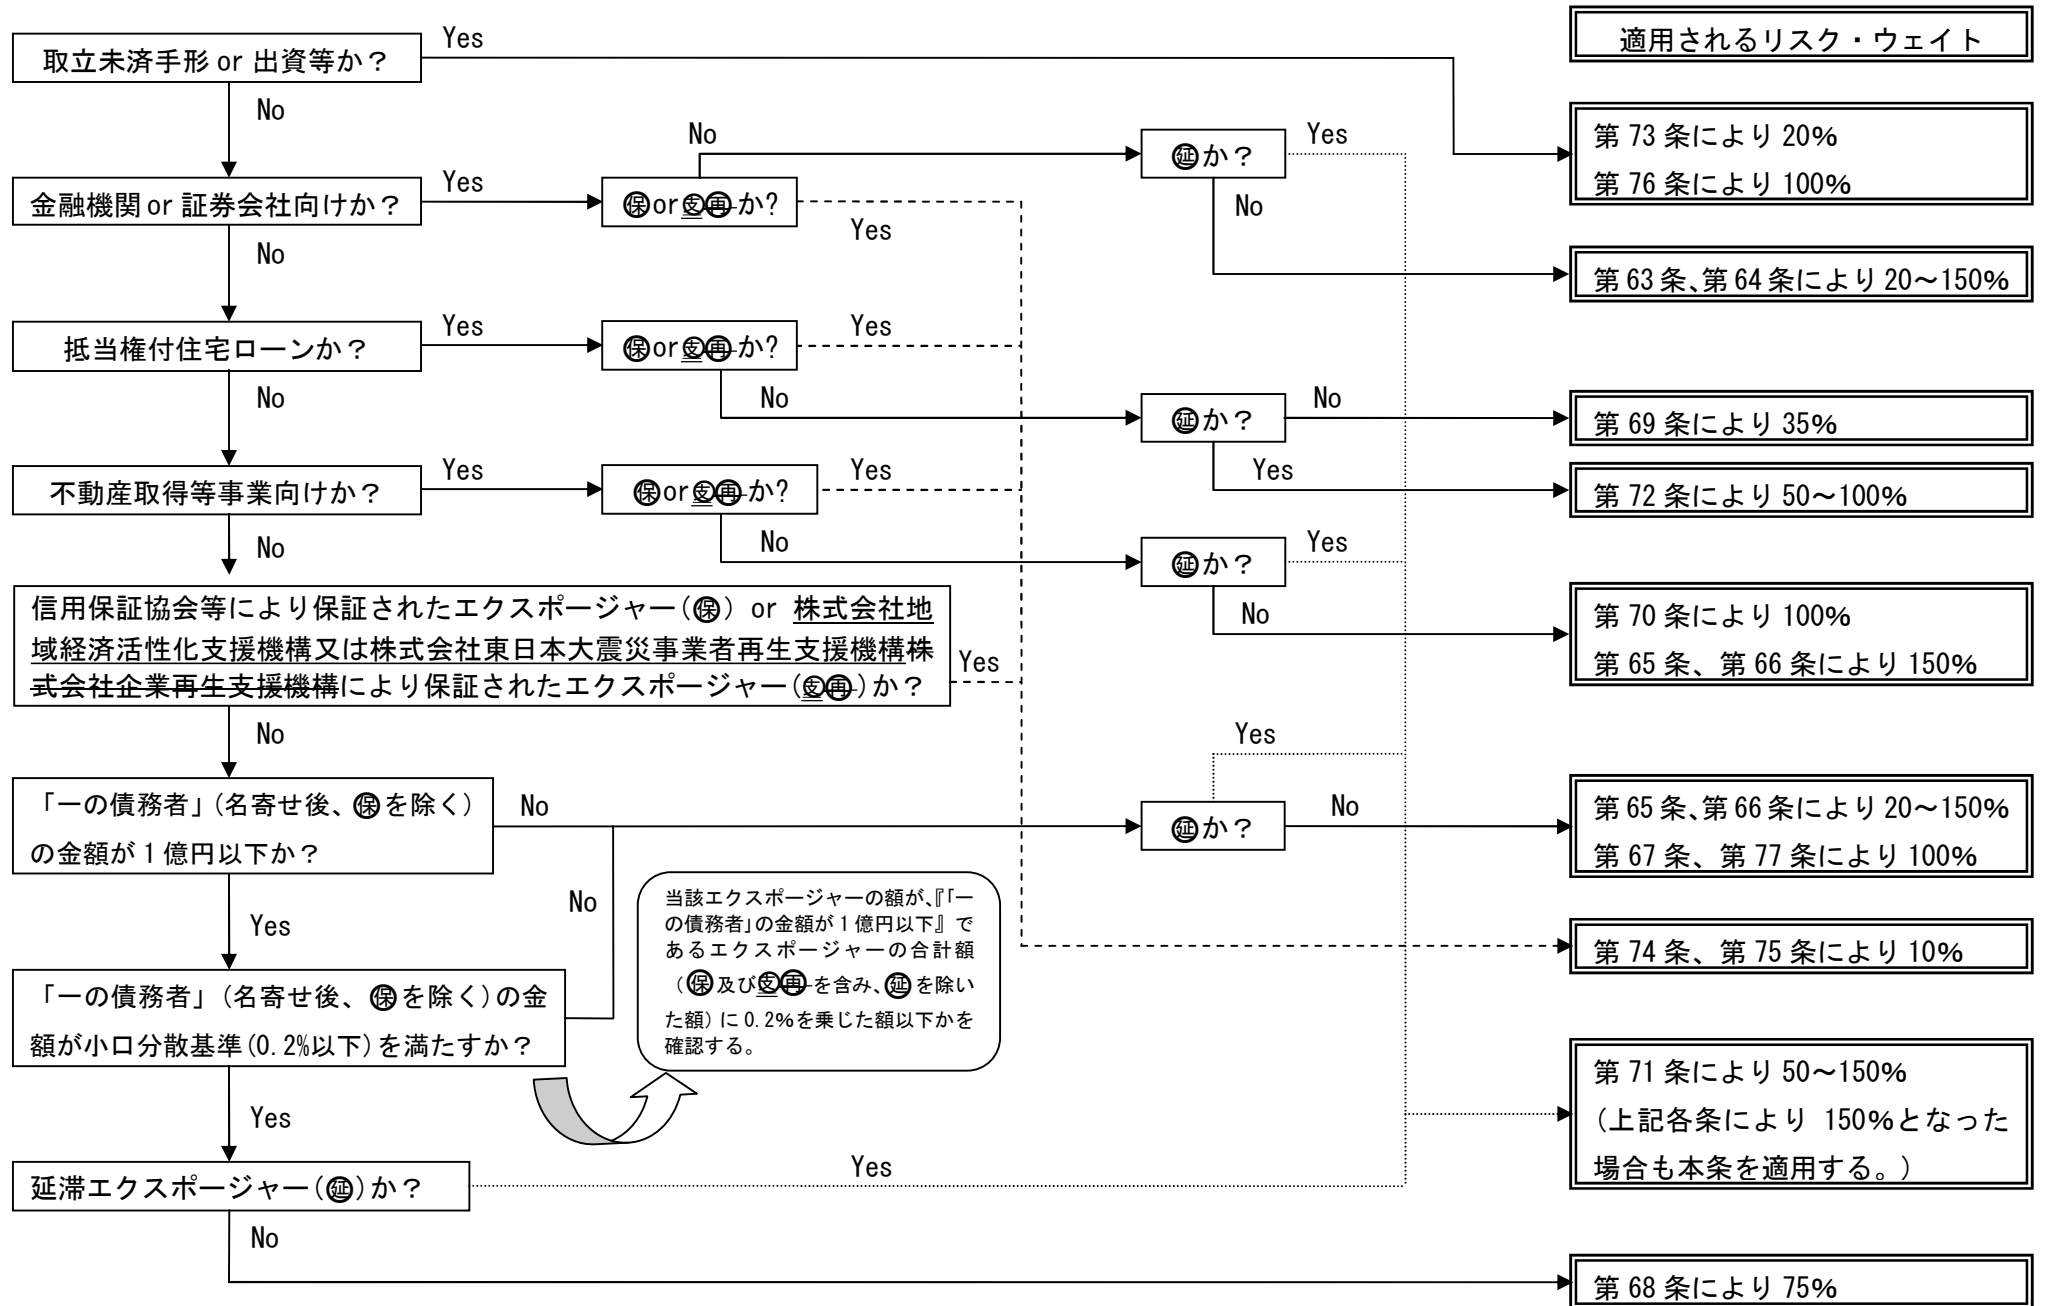 取立未済手形 or 出資等か？
Yes
適用されるリスク・ウェイト
No
第 73 条により 20%
第 76 条により 100%
金融機関 or 証券会社向けか？
Yes
㊩or㊛㊢か?
No
Yes
延か？
Yes
No
第 63 条、第 64 条により 20～150%
No
抵当権付住宅ローンか？
Yes
保or支再か?
Yes
No
延か？
No
第 69 条により 35%
Yes
第 72 条により 50～100%
No
不動産取得等事業向けか？
Yes
保or支再か?
Yes
No
延か？
Yes
No
第 70 条により 100%
第 65 条、第 66 条により 150%
No
信用保証協会等により保証されたエクスポージャー(保) or 株式会社地
域経済活性化支援機構又は株式会社東日本大震災事業者再生支援機構株
式会社企業再生支援機構により保証されたエクスポージャー(支再)か？
Yes
No
「一の債務者」(名寄せ後、保を除く)
の金額が 1 億円以下か？
No
延か？
Yes
No
第 65 条、第 66 条により 20～150%
第 67 条、第 77 条により 100%
Yes
No
当該エクスポージャーの額が、『「一
の債務者」の金額が 1 億円以下』で
あるエクスポージャーの合計額
(保及び支再を含み、延を除い
た額)に 0.2%を乗じた額以下かを
確認する。
第 74 条、第 75 条により 10%
「一の債務者」(名寄せ後、保を除く)の金
額が小口分散基準(0.2%以下)を満たすか？
Yes
第 71 条により 50～150%
(上記各条により 150%となった
場合も本条を適用する。)
延滞エクスポージャー(延)か？
Yes
No
第 68 条により 75%